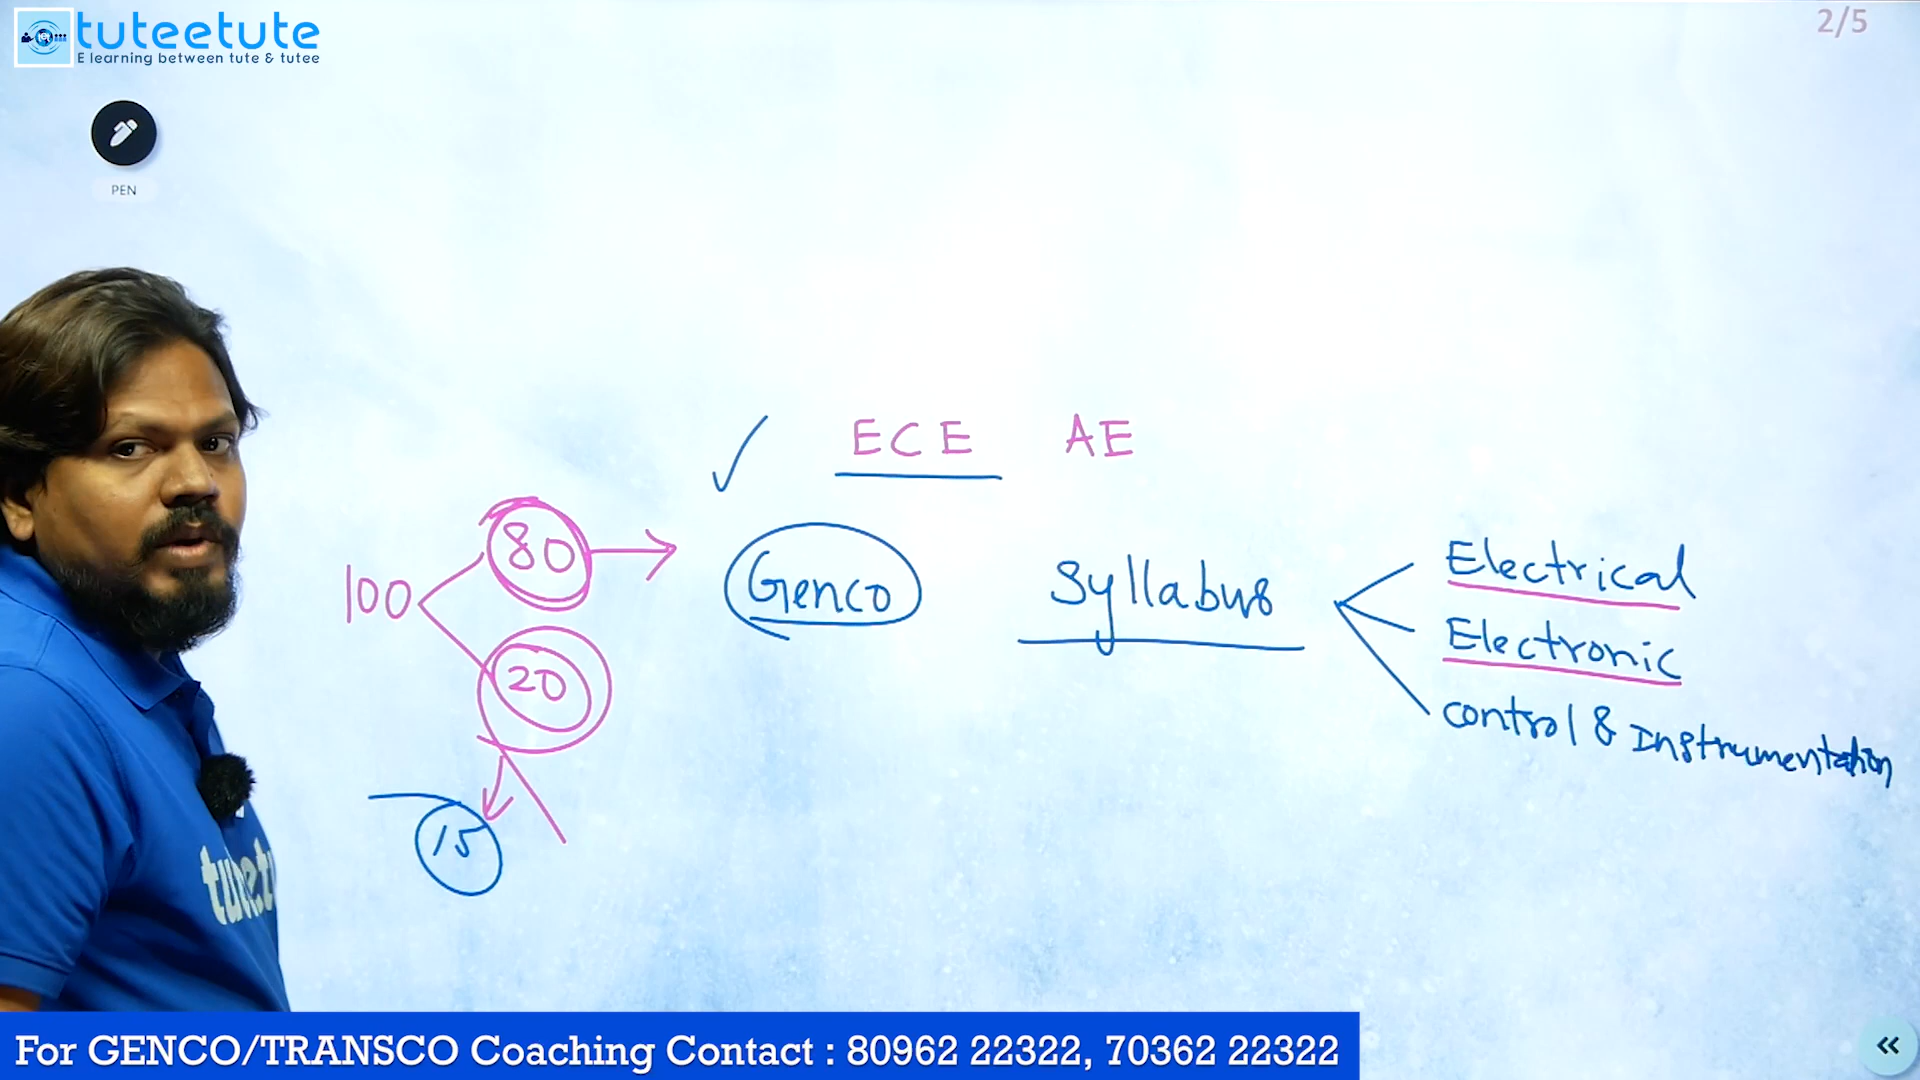 tuteetute
E learning between tute & tutee
2/5
PEN
ECE AE
100
80
20
15
Genco
Syllabus
Electrical
Electronic
control & Instrumentation
tutetu
For GENCO/TRANSCO Coaching Contact : 80962 22322, 70362 22322